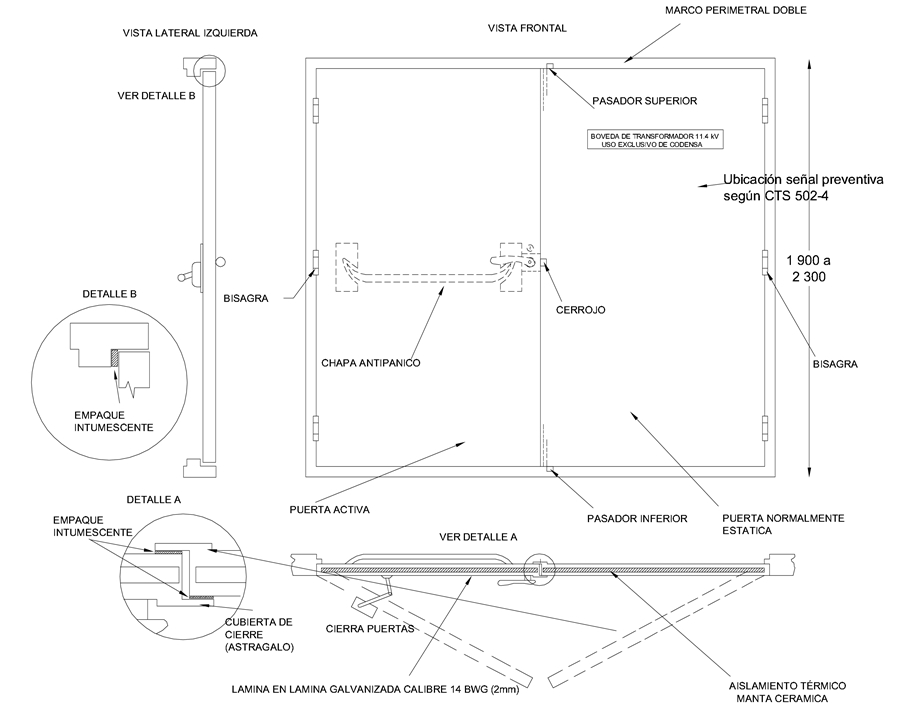 MARCO PERIMETRAL DOBLE
VISTA LATERAL IZQUIERDA
VISTA FRONTAL
VER DETALLE B
PASADOR SUPERIOR
BOVEDA DE TRANSFORMADOR 11.4 kV
USO EXCLUSIVO DE CODENSA
Ubicación señal preventiva
según CTS 502-4
1 900 a
2 300
DETALLE B
BISAGRA
CERROJO
CHAPA ANTIPANICO
BISAGRA
EMPAQUE
INTUMESCENTE
DETALLE A
PUERTA ACTIVA
PASADOR INFERIOR
PUERTA NORMALMENTE
ESTATICA
EMPAQUE
INTUMESCENTE
VER DETALLE A
CUBIERTA DE
CIERRE
(ASTRAGALO)
CIERRA PUERTAS
LAMINA EN LAMINA GALVANIZADA CALIBRE 14 BWG (2mm)
AISLAMIENTO TÉRMICO
MANTA CERAMICA